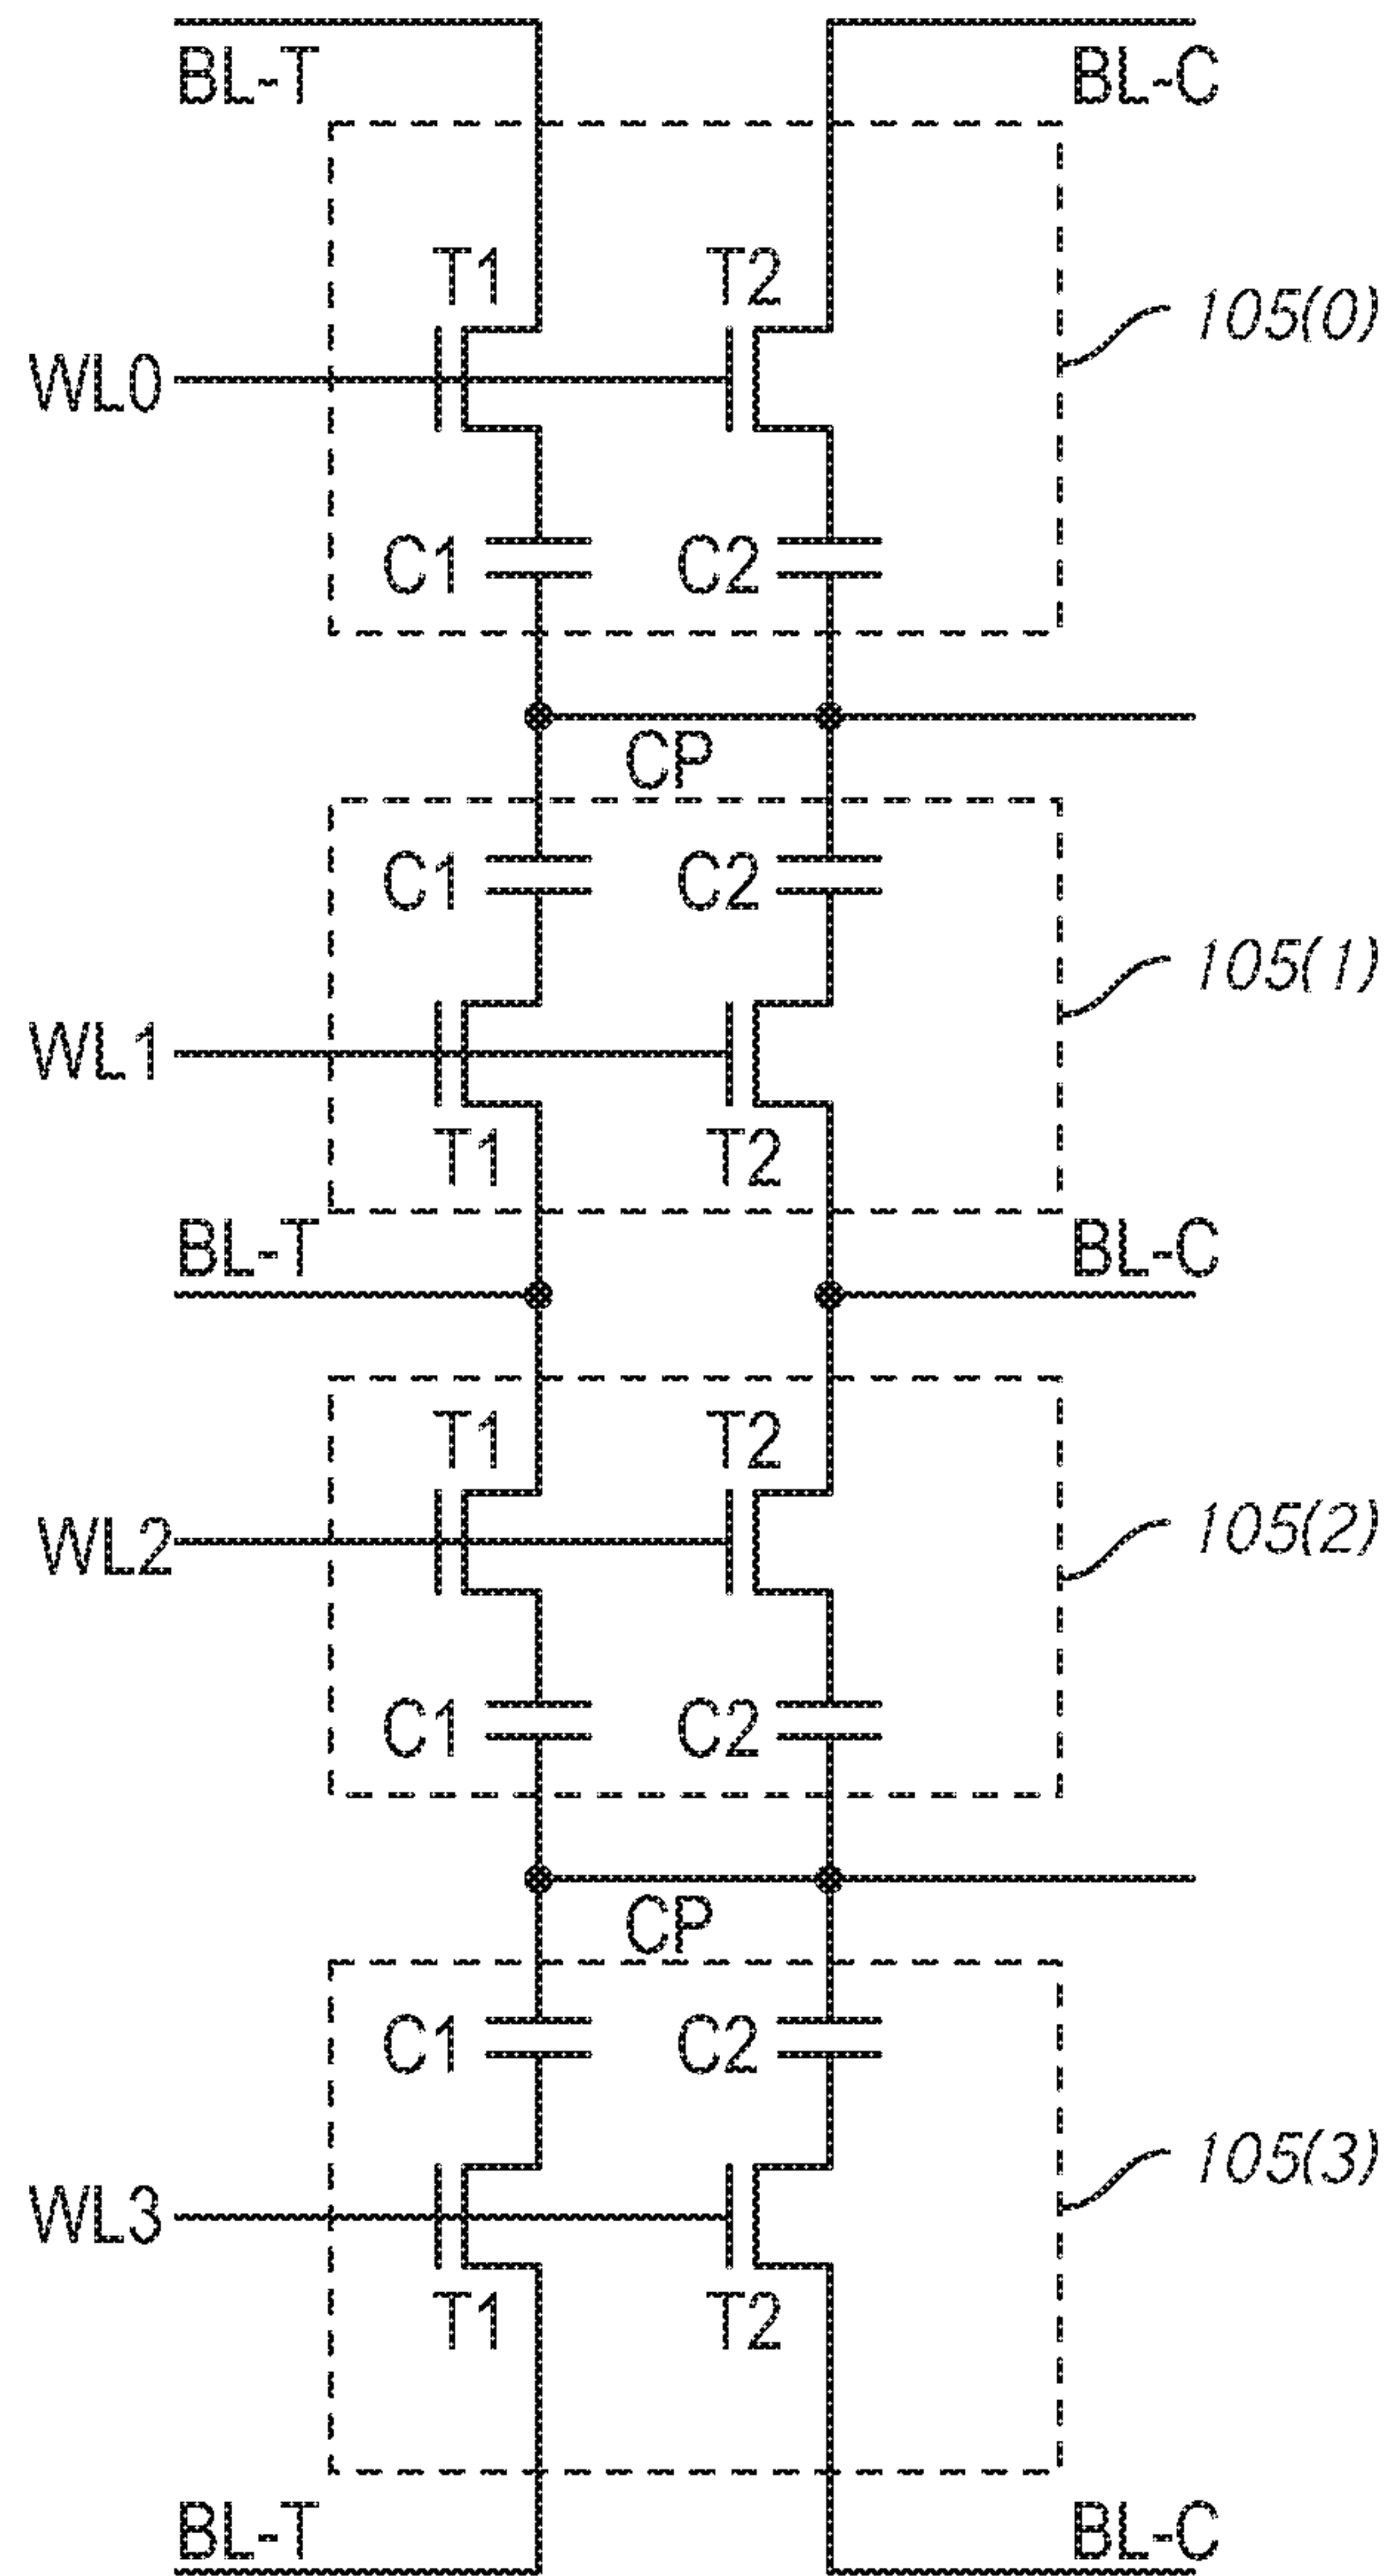 BL-T BL-C
T1 T2
105(0)
WL0
C1 C2
CP
C1 C2
105(1)
WL1
T1 T2
BL-T BL-C
T1 T2
105(2)
WL2
C1 C2
CP
C1 C2
105(3)
WL3
T1 T2
BL-T BL-C